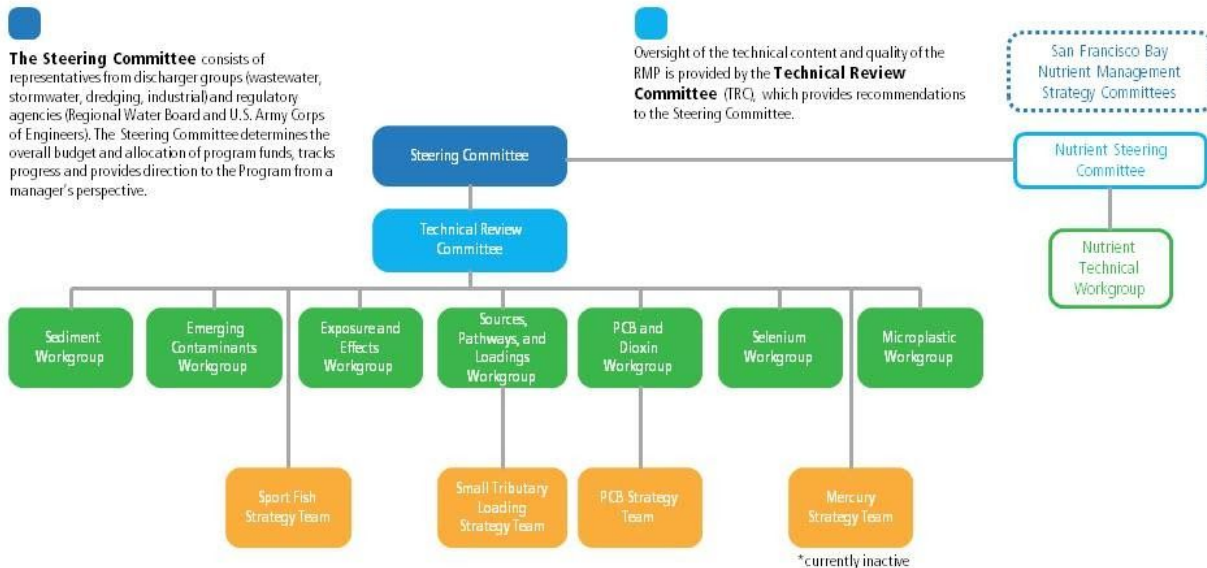 The Steering Committee consists of
representatives from discharger groups (wastewater,
stormwater, dredging, industrial) and regulatory
agencies (Regional Water Board and U.S. Army Corps
of Engineers). The Steering Committee determines the
overall budget and allocation of program funds, tracks
progress and provides direction to the Program from a
manager's perspective.
Oversight of the technical content and quality of the
RMP is provided by the Technical Review
Committee (TRC), which provides recommendations
to the Steering Committee.
San Francisco Bay
Nutrient Management
Strategy Committees
Steering Committee
Nutrient Steering
Committee
Technical Review
Committee
Nutrient
Technical
Workgroup
Sediment
Workgroup
Emerging
Contaminants
Workgroup
Exposure and
Effects
Workgroup
Sources,
Pathways, and
Loadings
Workgroup
PCB and
Dioxin
Workgroup
Selenium
Workgroup
Microplastic
Workgroup
Sport Fish
Strategy Team
Small Tributary
Loading
Strategy Team
PCB Strategy
Team
Mercury
Strategy Team
*currently inactive